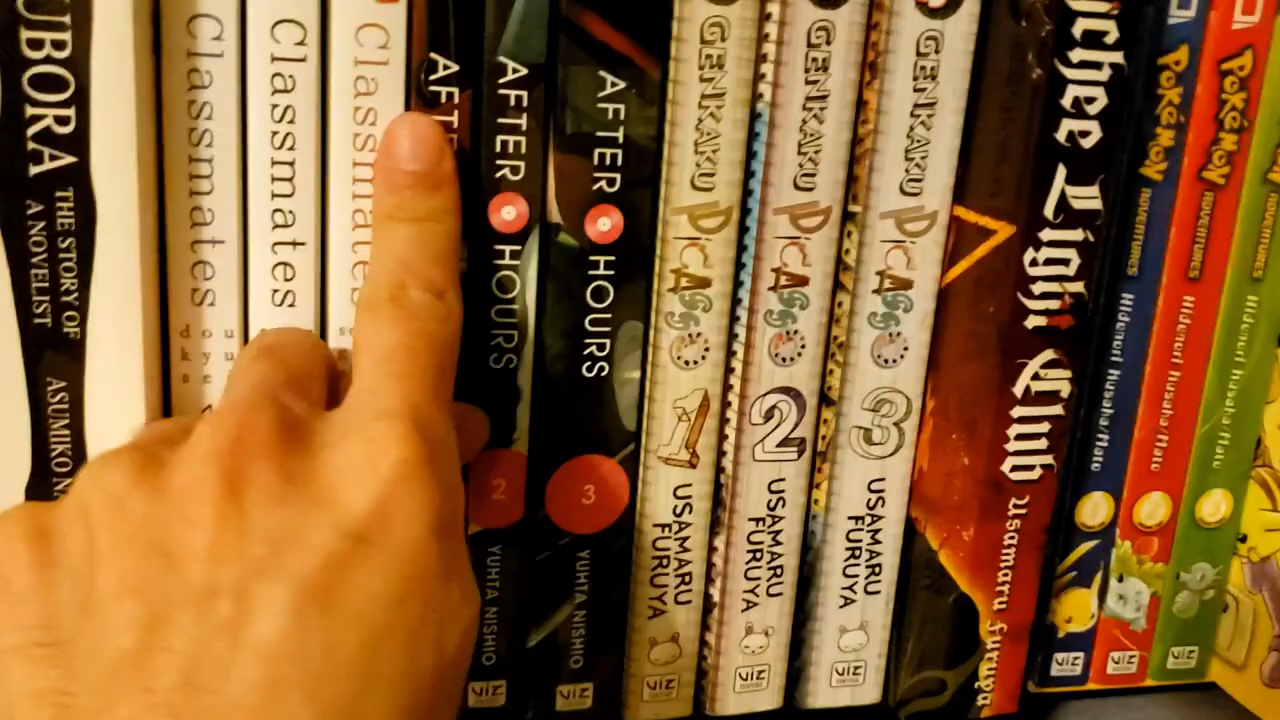 UBORA
THE STORY OF
A NOVELIST
ASUMIKO N
Classmates
Classmates
Classmates
AFTE
AFTER HOURS
2
YUHTA NISHIO
VIZ
AFTER HOURS
3
YUHTA NISHIO
VIZ
GENKAKU PICASSO
1
USAMARU
FURUYA
VIZ
GENKAKU PICASSO
2
USAMARU
FURUYA
VIZ
GENKAKU PICASSO
3
USAMARU
FURUYA
VIZ
iche Light Club
Usamaru Furuya
POKÉMON
ADVENTURES
Hidenori Kusaka/Mato
VIZ
POKÉMON
ADVENTURES
Hidenori Kusaka/Mato
VIZ
ADVENTURES
Hidenori Kusaka/Mato
VIZ